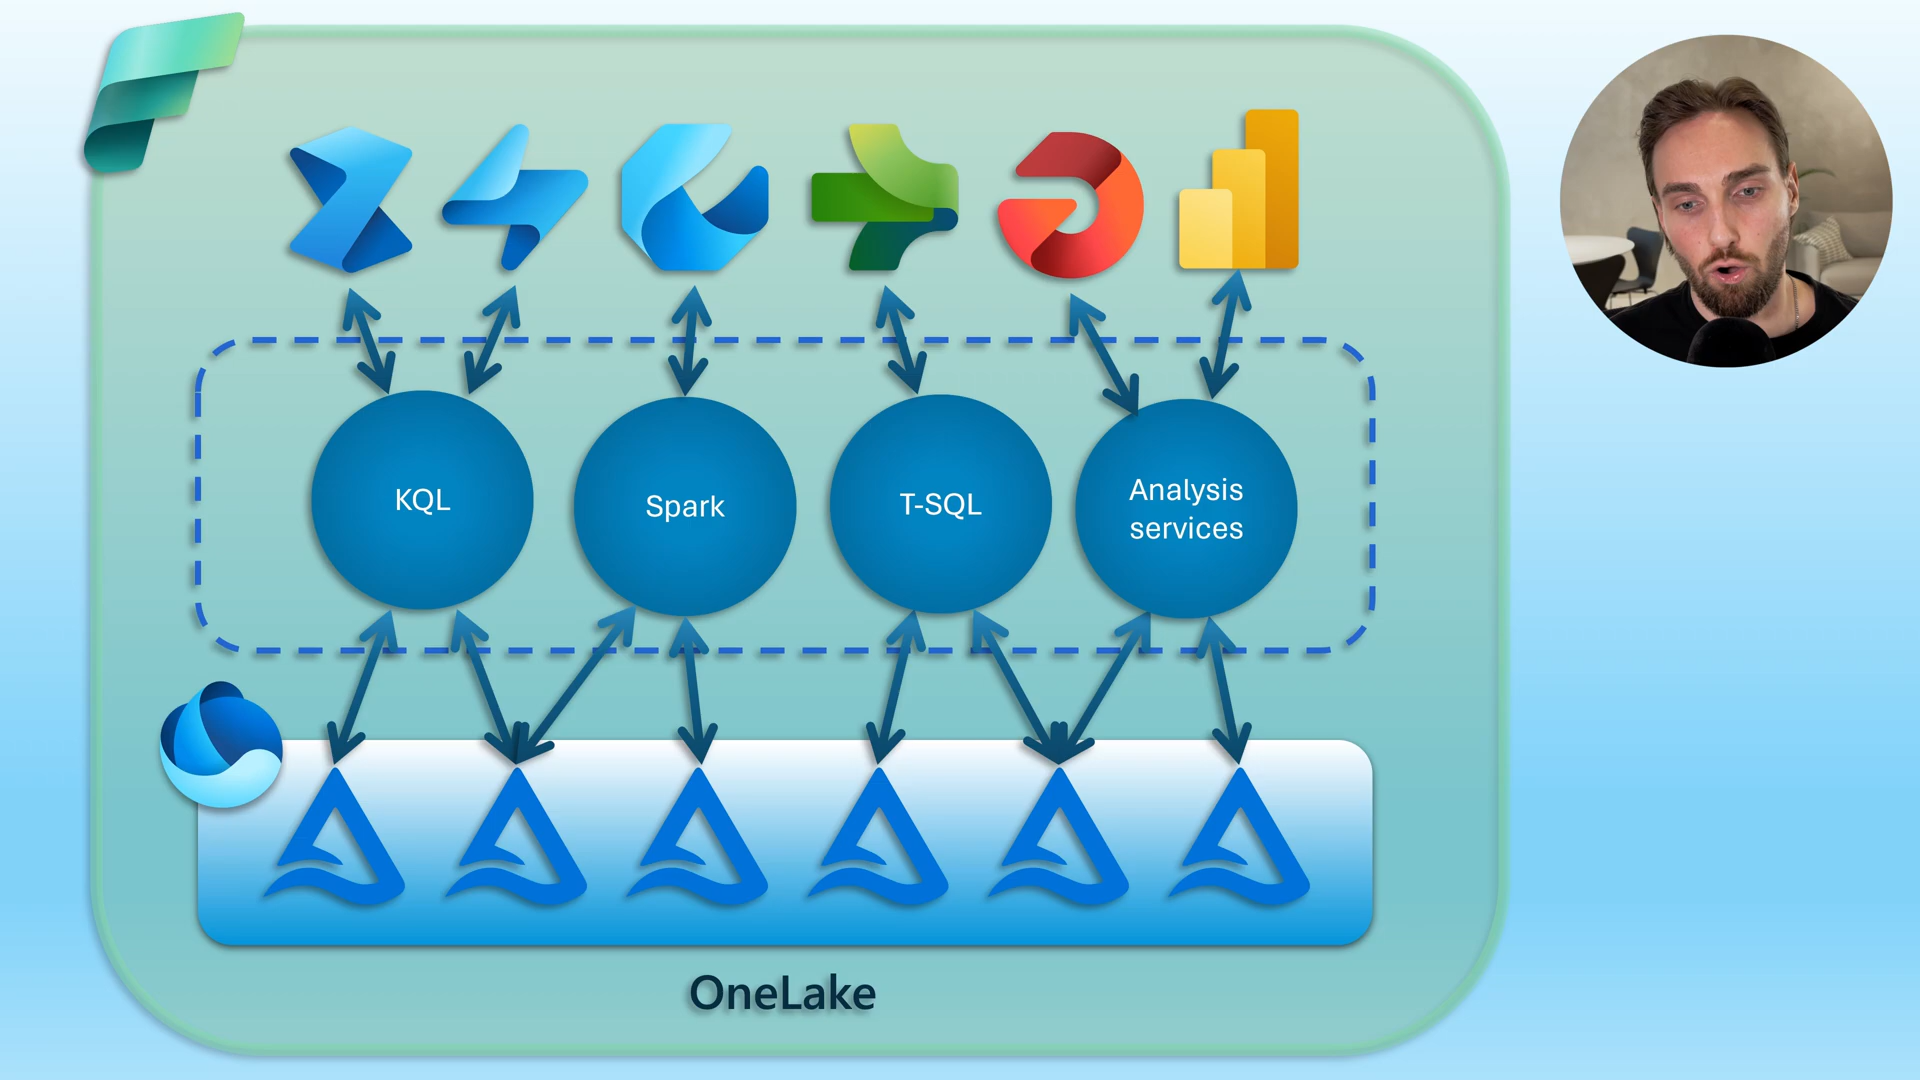 KQL
Spark
T-SQL
Analysis
services
OneLake